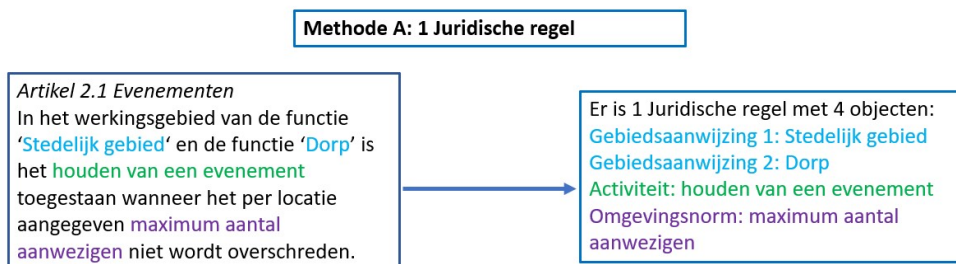 Methode A: 1 Juridische regel
Artikel 2.1 Evenementen
In het werkingsgebied van de functie
‘Stedelijk gebied‘ en de functie ‘Dorp’ is
het houden van een evenement
toegestaan wanneer het per locatie
aangegeven maximum aantal
aanwezigen niet wordt overschreden.
Er is 1 Juridische regel met 4 objecten:
Gebiedsaanwijzing 1: Stedelijk gebied
Gebiedsaanwijzing 2: Dorp
Activiteit: houden van een evenement
Omgevingsnorm: maximum aantal
aanwezigen